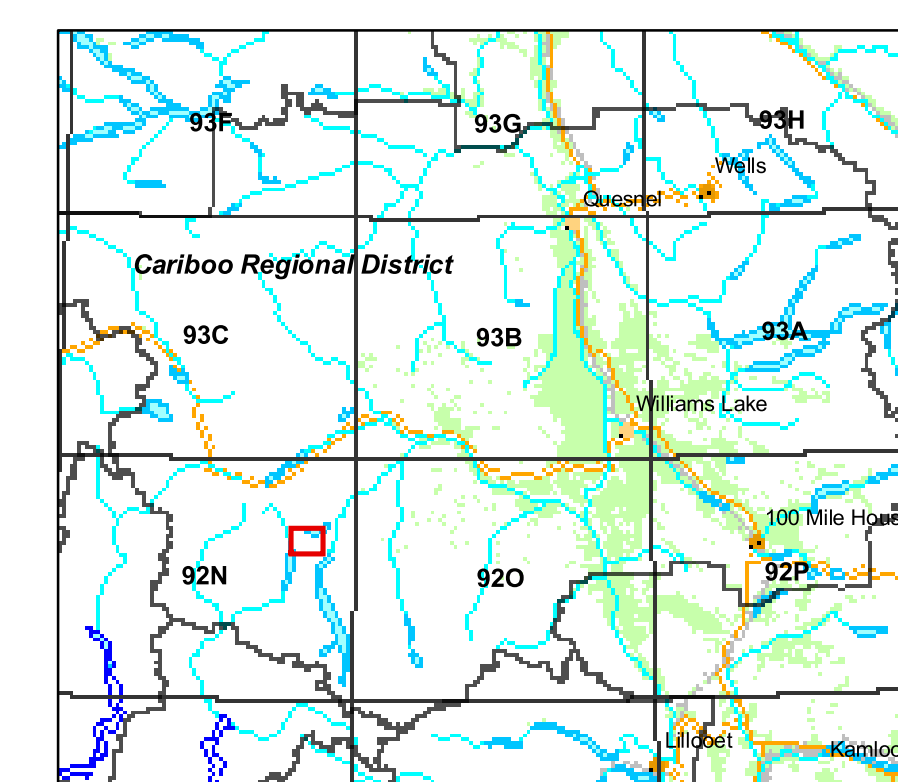 93F
93G
93H
Wells
Quesnel
Cariboo Regional District
93C
93B
93A
Williams Lake
100 Mile Hous
92N
92O
92P
Lillooet
Kamloo